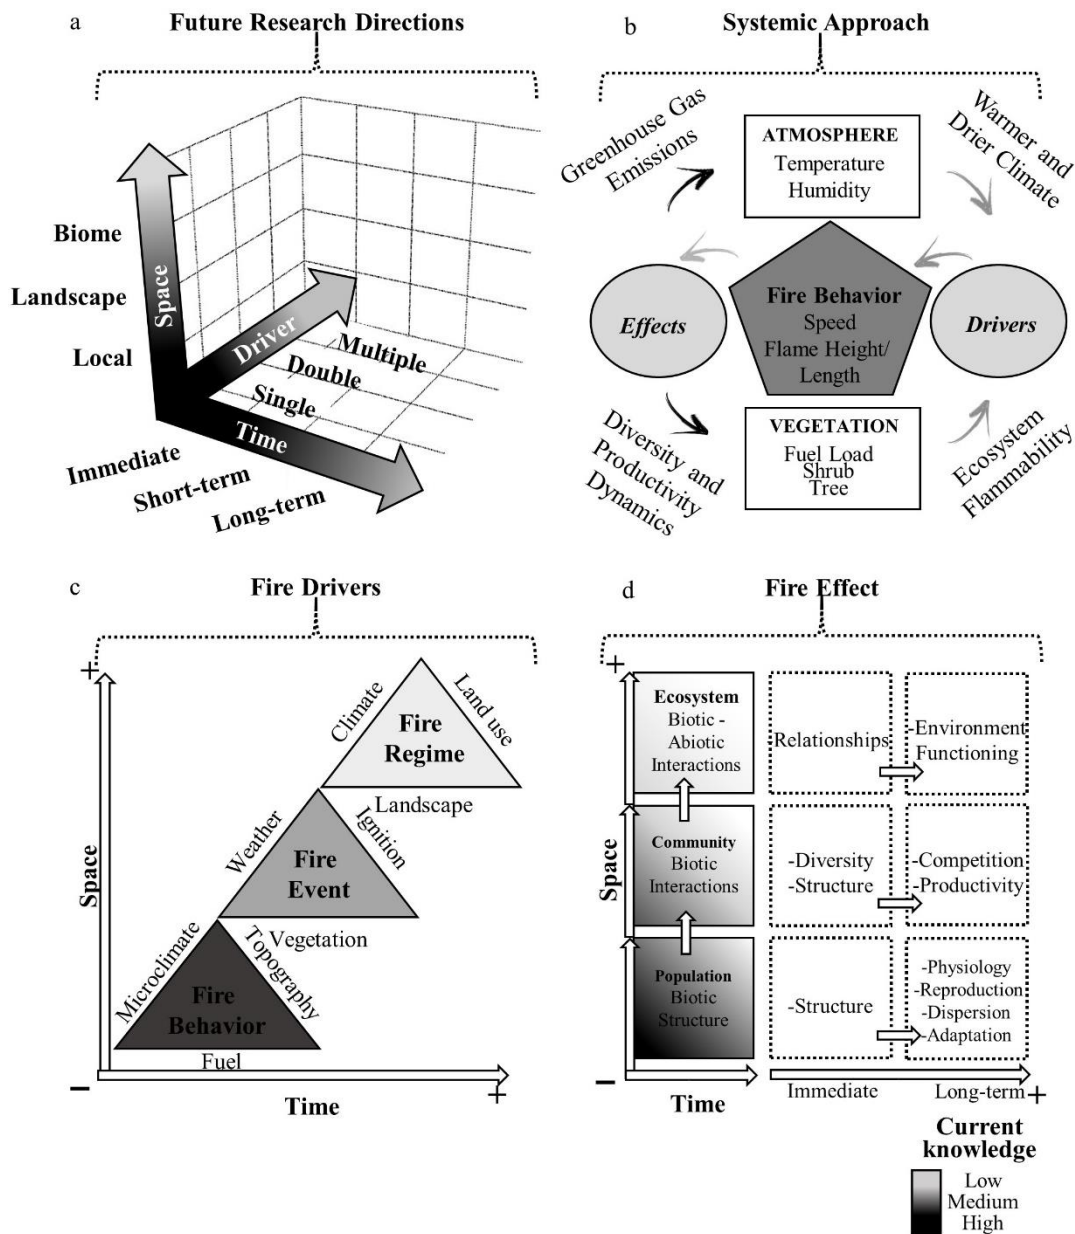 a
Future Research Directions
Biome
Landscape
Local
Space
Driver
Multiple
Double
Single
Time
Immediate
Short-term
Long-term
b
Systemic Approach
Greenhouse Gas
Emissions
ATMOSPHERE
Temperature
Humidity
Warmer and
Drier Climate
Effects
Fire Behavior
Speed
Flame Height/
Length
Drivers
Diversity and
Productivity
Dynamics
VEGETATION
Fuel Load
Shrub
Tree
Ecosystem
Flammability
c
Fire Drivers
+
Space
Climate
Land use
Fire
Regime
Landscape
Weather
Ignition
Fire
Event
Vegetation
Microclimate
Topography
Fire
Behavior
Fuel
–
Time
+
d
Fire Effect
+
Space
Ecosystem
Biotic -
Abiotic
Interactions
-Relationships
-Environment
Functioning
Community
Biotic
Interactions
-Diversity
-Structure
-Competition
-Productivity
Population
Biotic
Structure
-Structure
-Physiology
-Reproduction
-Dispersion
-Adaptation
–
Time
Immediate
Long-term
+
Current
knowledge
Low
Medium
High